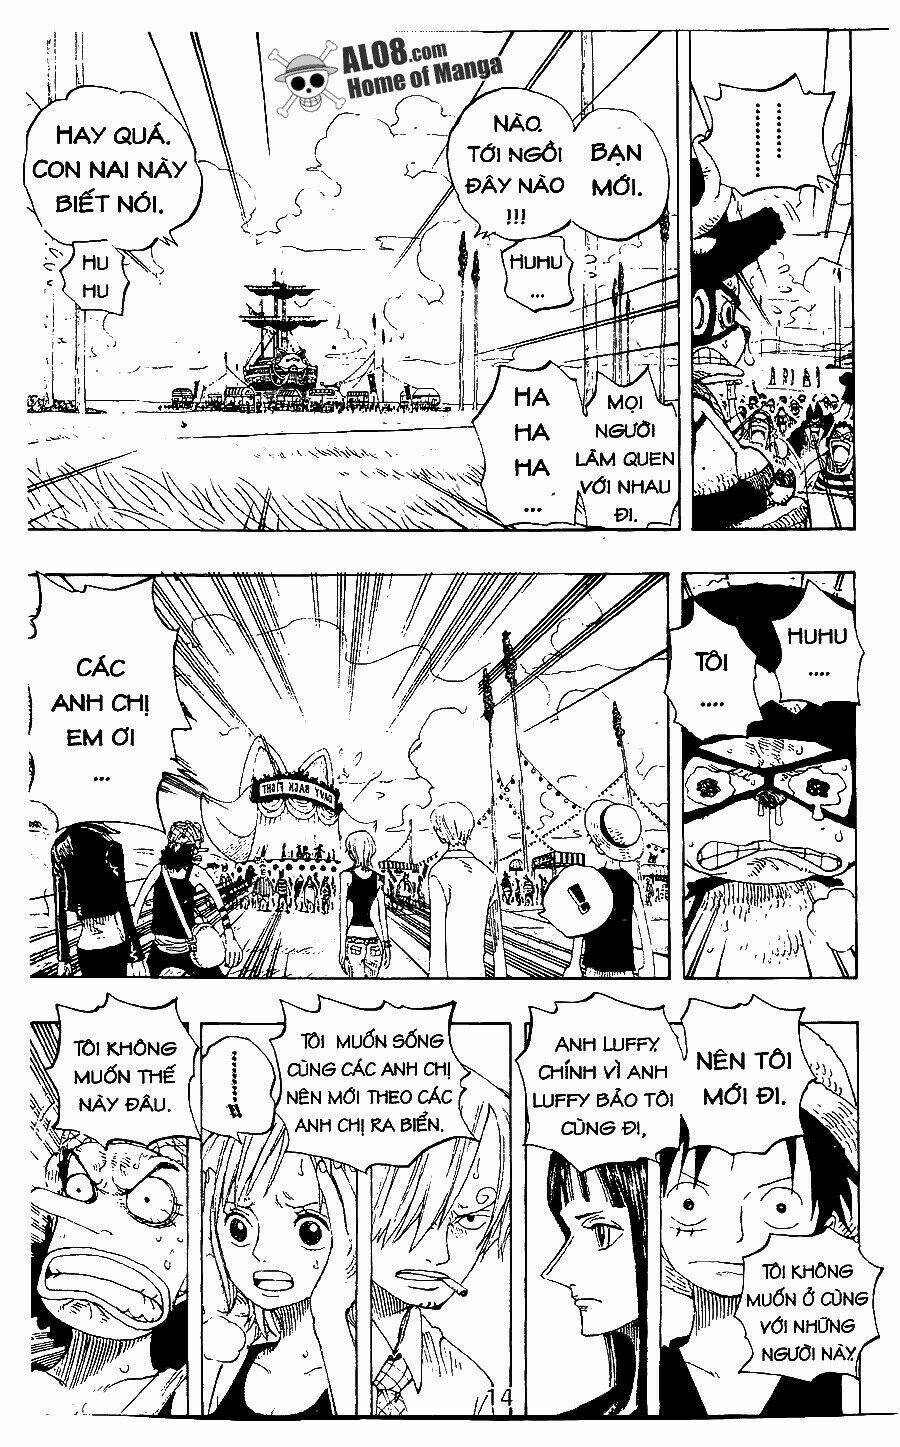 ALO8.com
Home of Manga
............
BẠN
MỚI.
NÀO.
TỚI NGỒI
ĐÂY NÀO
!!!
HUHU
...
HAY QUÁ.
CON NAI NÀY
BIẾT NÓI.
HU
HU
MỌI
NGƯỜI
LÀM QUEN
VỚI NHAU
ĐI.
HA
HA
HA
...
HUHU
....
TÔI
....
CÁC
ANH CHỊ
EM ƠI
...
DAVY BACK FIGHT
!
NÊN TÔI
MỚI ĐI.
ANH LUFFY.
CHÍNH VÌ ANH
LUFFY BẢO TÔI
CÙNG ĐI,
TÔI KHÔNG
MUỐN Ở CÙNG
VỚI NHỮNG
NGƯỜI NÀY.
TÔI MUỐN SỐNG
CÙNG CÁC ANH CHỊ
NÊN MỚI THEO CÁC
ANH CHỊ RA BIỂN.
.........!!
TÔI KHÔNG
MUỐN THẾ
NÀY ĐÂU.
14